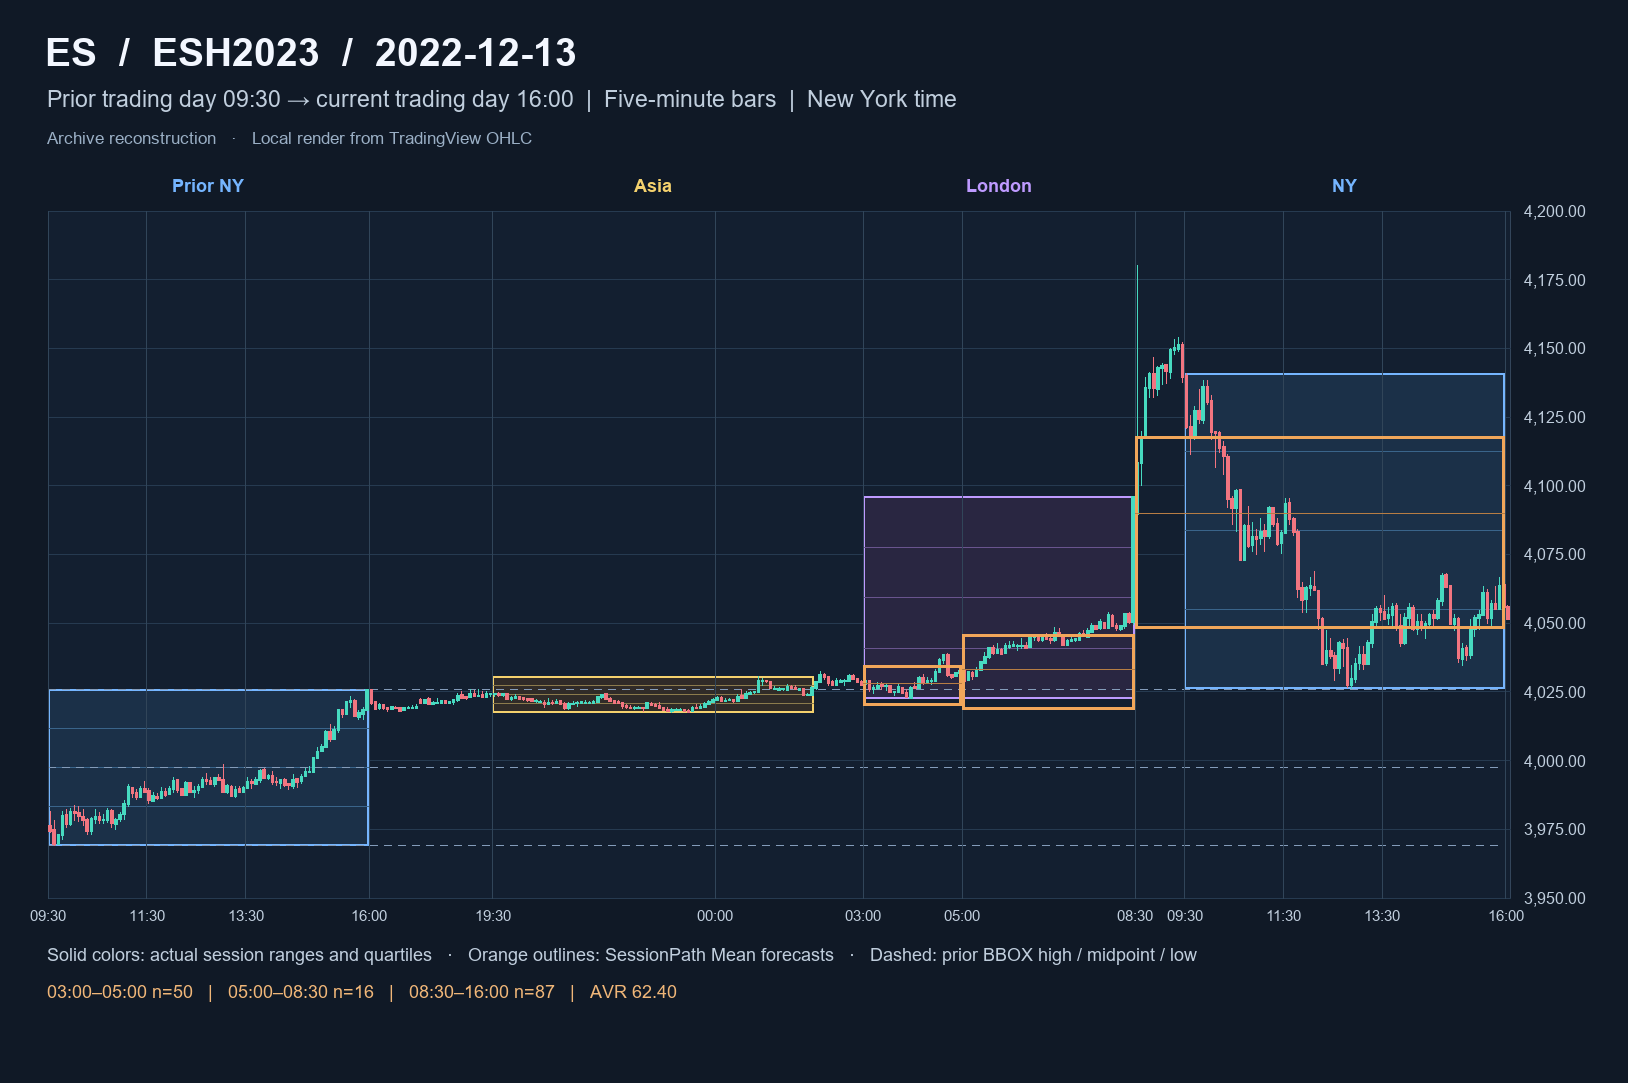 ES / ESH2023 / 2022-12-13
Prior trading day 09:30 → current trading day 16:00 | Five-minute bars | New York time
Archive reconstruction · Local render from TradingView OHLC
Prior NY Asia London NY
4,200.00
4,175.00
4,150.00
4,125.00
4,100.00
4,075.00
4,050.00
4,025.00
4,000.00
3,975.00
3,950.00
09:30 11:30 13:30 16:00 19:30 00:00 03:00 05:00 08:30 09:30 11:30 13:30 16:00
Solid colors: actual session ranges and quartiles · Orange outlines: SessionPath Mean forecasts · Dashed: prior BBOX high / midpoint / low
03:00–05:00 n=50 | 05:00–08:30 n=16 | 08:30–16:00 n=87 | AVR 62.40